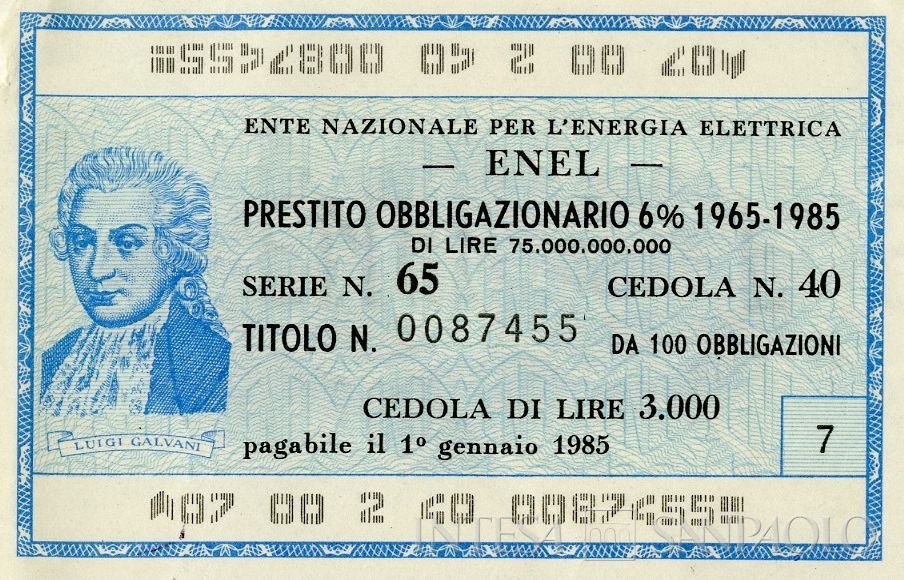 407 00 2 40 0087455
ENTE NAZIONALE PER L'ENERGIA ELETTRICA
— ENEL —
PRESTITO OBBLIGAZIONARIO 6% 1965-1985
DI LIRE 75.000.000.000
SERIE N. 65 CEDOLA N. 40
TITOLO N. 0087455 DA 100 OBBLIGAZIONI
CEDOLA DI LIRE 3.000
pagabile il 1º gennaio 1985
7
LUIGI GALVANI
407 00 2 40 0087455
INTESA SANPAOLO